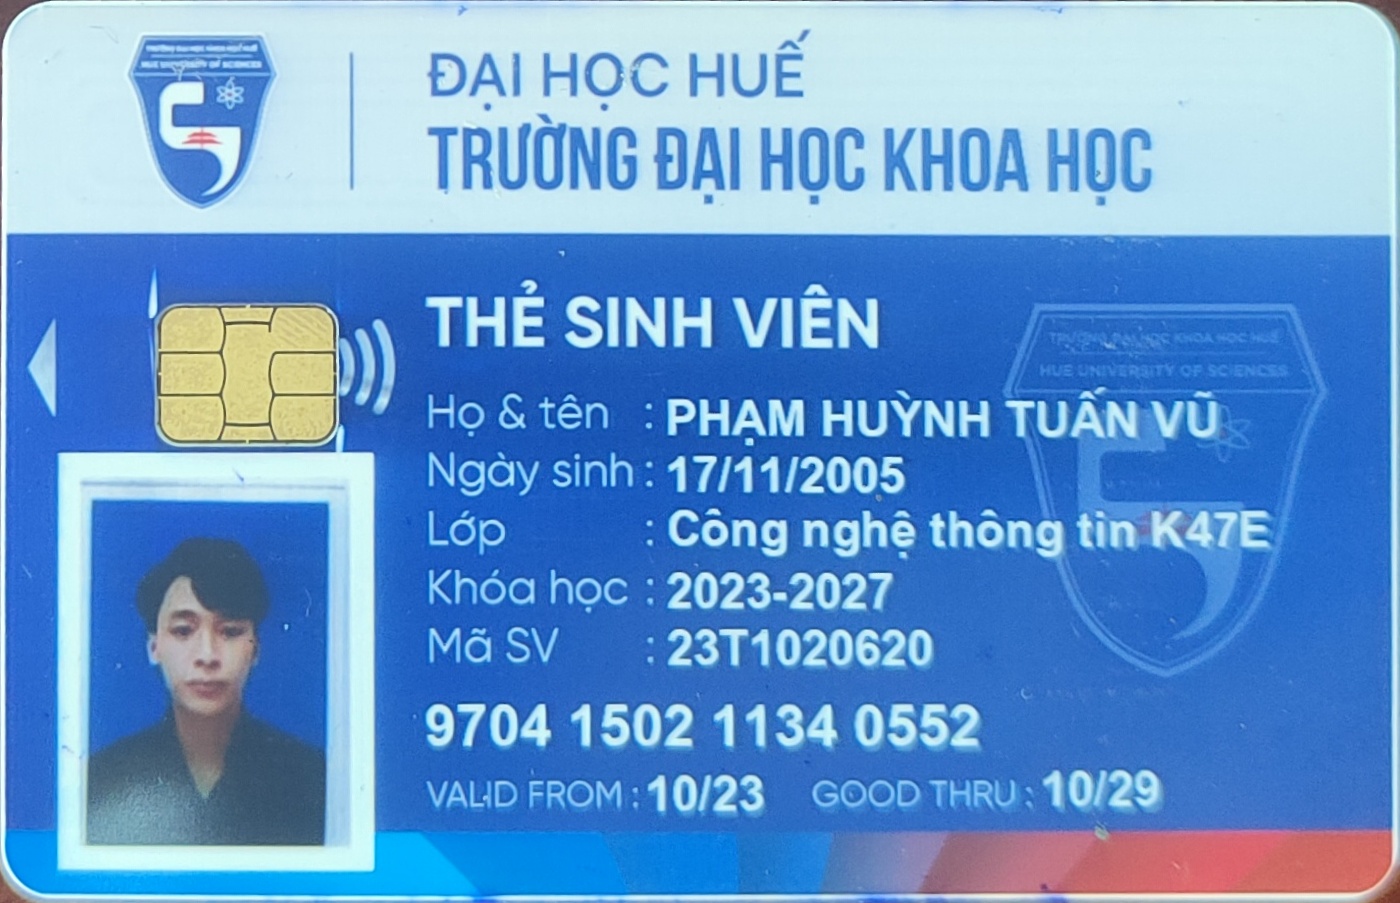 TRƯỜNG ĐẠI HỌC KHOA HỌC HUẾ
HUE UNIVERSITY OF SCIENCES
ĐẠI HỌC HUẾ
TRƯỜNG ĐẠI HỌC KHOA HỌC
THẺ SINH VIÊN
TRƯỜNG ĐẠI HỌC KHOA HỌC HUẾ
HUE UNIVERSITY OF SCIENCES
Họ & tên : PHẠM HUỲNH TUẤN VŨ
Ngày sinh : 17/11/2005
Lớp : Công nghệ thông tin K47E
Khóa học : 2023-2027
Mã SV : 23T1020620
9704 1502 1134 0552
VALID FROM : 10/23 GOOD THRU : 10/29